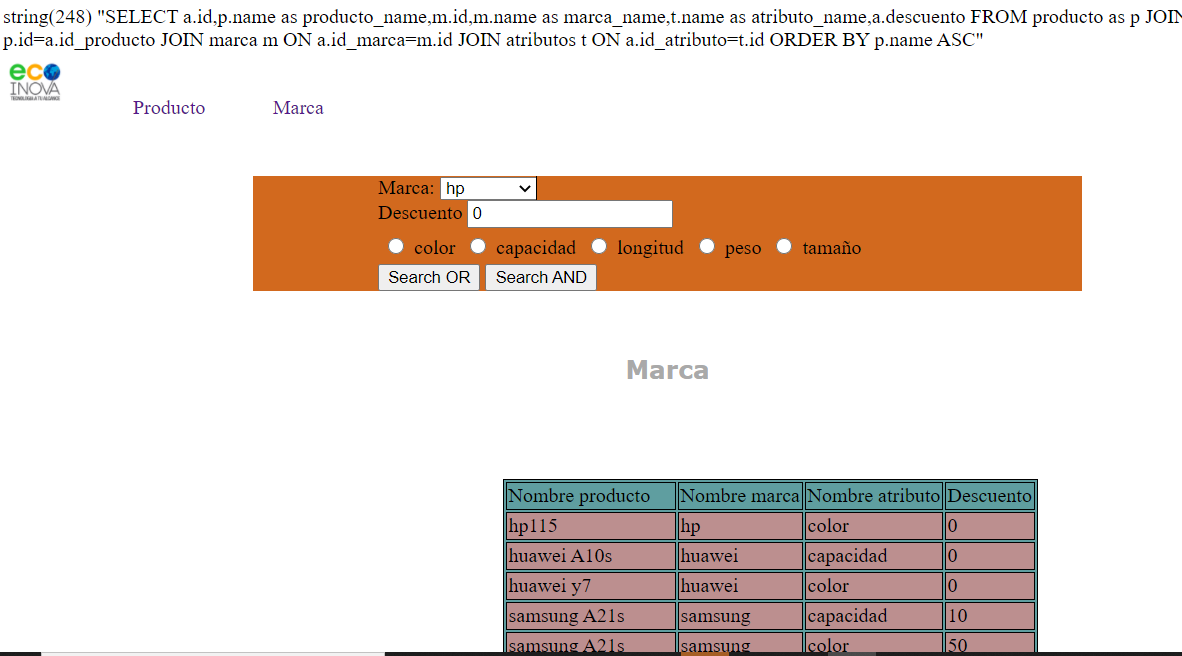 string(248) "SELECT a.id,p.name as producto_name,m.id,m.name as marca_name,t.name as atributo_name,a.descuento FROM producto as p JOIN
p.id=a.id_producto JOIN marca m ON a.id_marca=m.id JOIN atributos t ON a.id_atributo=t.id ORDER BY p.name ASC"
eco
INOVA
TECNOLOGIA A TU ALCANCE
Producto Marca
Marca: hp
Descuento 0
color capacidad longitud peso tamaño
Search OR Search AND
Marca
Nombre producto Nombre marca Nombre atributo Descuento
hp115 hp color 0
huawei A10s huawei capacidad 0
huawei y7 huawei color 0
samsung A21s samsung capacidad 10
samsung A21s samsung color 50